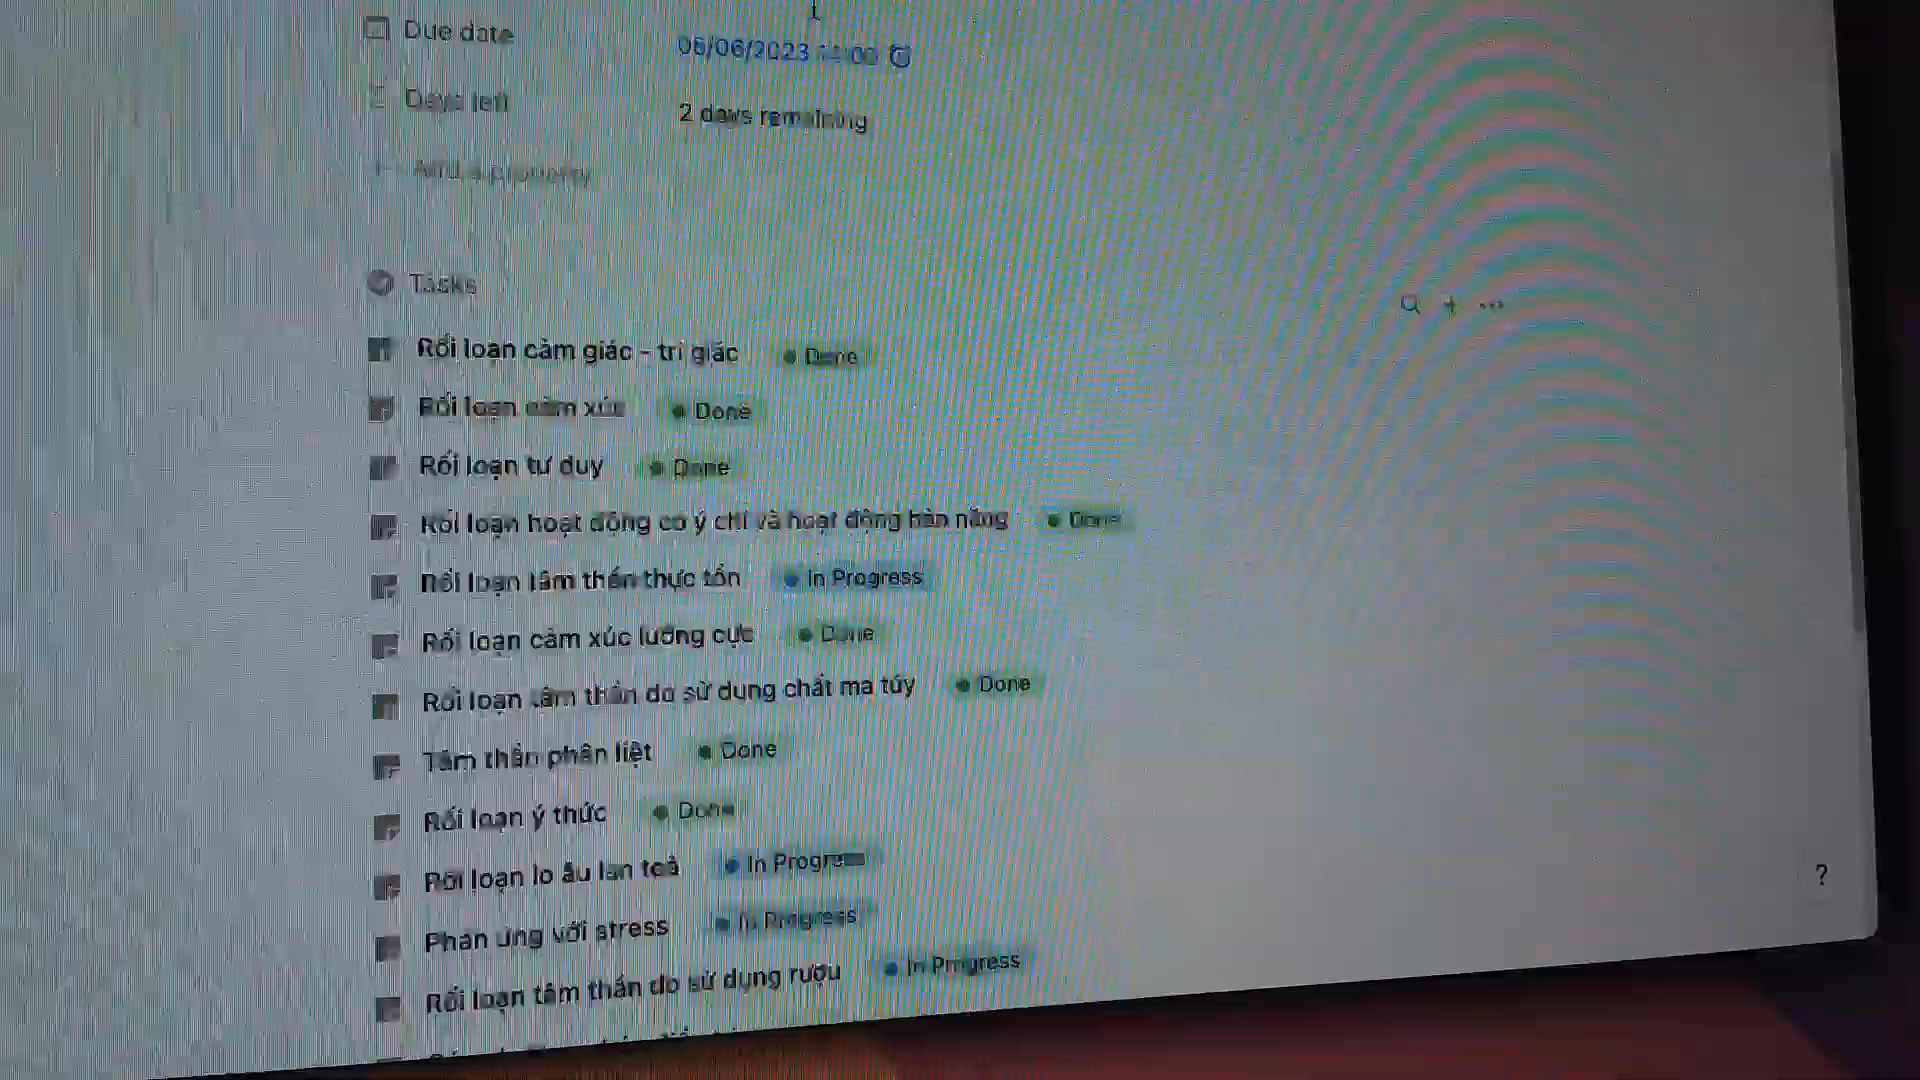 Due date
06/06/2023
Days left
2 days remaining
Add a property
Tasks
Rối loạn cảm giác - tri giác Done
Rối loạn cảm xúc Done
Rối loạn tư duy Done
Rối loạn hoạt động có ý chí và hoạt động bản năng Done
Rối loạn tâm thần thực tổn In Progress
Rối loạn cảm xúc lưỡng cực Done
Rối loạn tâm thần do sử dụng chất ma túy Done
Tâm thần phân liệt Done
Rối loạn ý thức Done
Rối loạn lo âu lan toả In Progress
Phản ứng với stress In Progress
Rối loạn tâm thần do sử dụng rượu In Progress
?